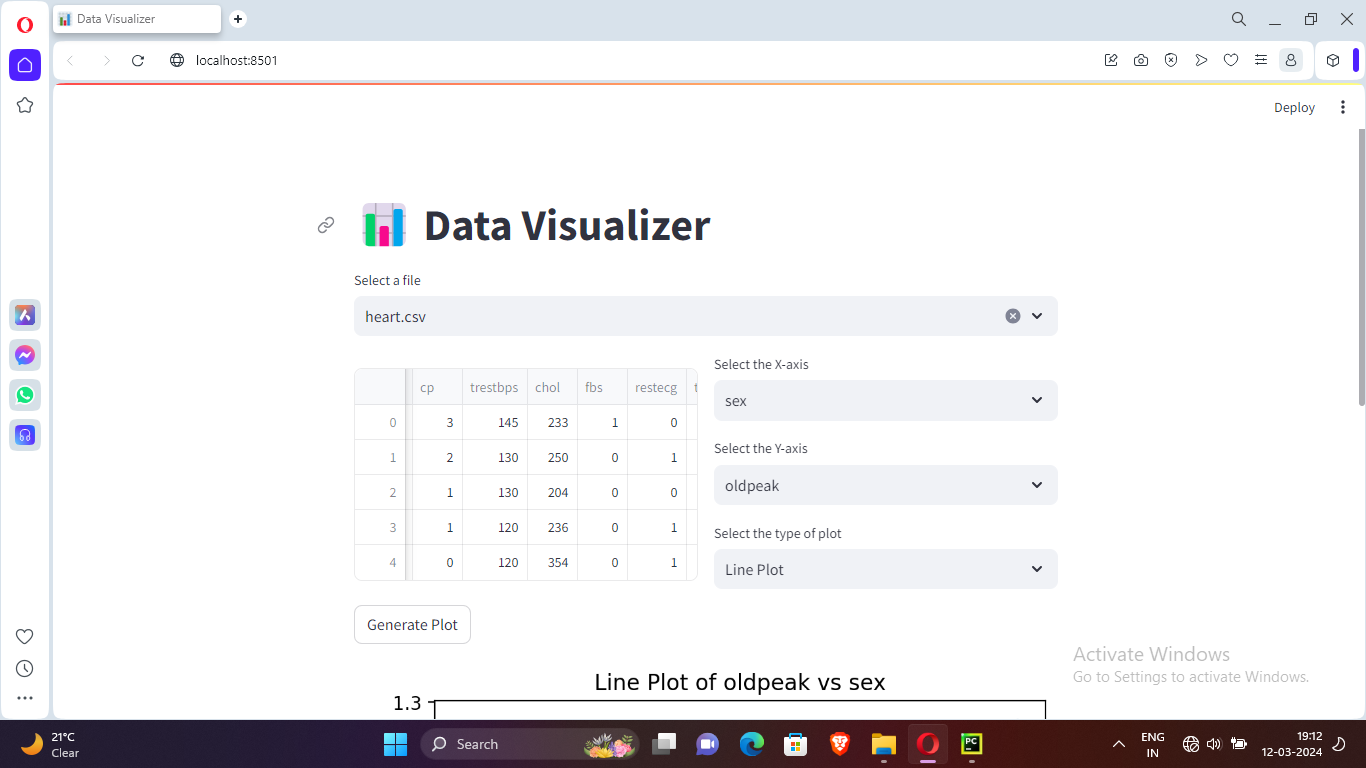 Data Visualizer
localhost:8501
Deploy
Data Visualizer
Select a file
heart.csv
cp trestbps chol fbs restecg t
0 3 145 233 1 0
1 2 130 250 0 1
2 1 130 204 0 0
3 1 120 236 0 1
4 0 120 354 0 1
Select the X-axis
sex
Select the Y-axis
oldpeak
Select the type of plot
Line Plot
Generate Plot
Line Plot of oldpeak vs sex
1.3
Activate Windows
Go to Settings to activate Windows.
21°C
Clear
Search
PC
ENG
IN
19:12
12-03-2024